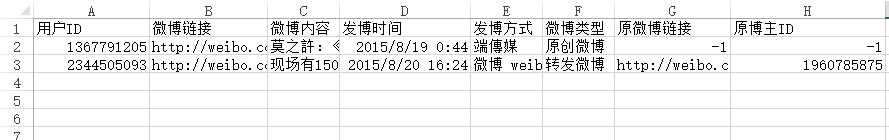 A B C D E F G H
1 用户ID 微博链接 微博内容 发博时间 发博方式 微博类型 原微博链接 原博主ID
2 1367791205 http://weibo.cc 莫之許：《 2015/8/19 0:44 端傳媒 原创微博 -1 -1
3 2344505093 http://weibo.cc 现场有150 2015/8/20 16:24 微博 weib 转发微博 http://weibo.c 1960785875
4
5
6
7